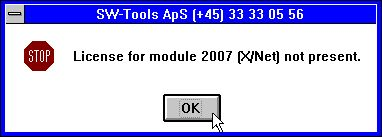 SW-Tools ApS (+45) 33 33 05 56
STOP
License for module 2007 (X/Net) not present.
OK